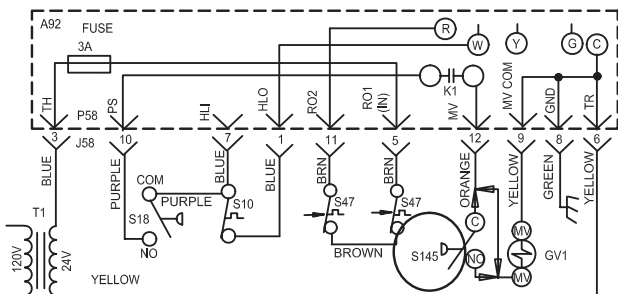 A92
FUSE
3A
R
W
Y
G
C
K1
TH
PS
HLI
HLO
RO2
RO1
(IN)
MV
MV COM
GND
TR
P58
J58
3
10
7
1
11
5
12
9
8
6
BLUE
PURPLE
BLUE
BLUE
BRN
BRN
ORANGE
YELLOW
GREEN
YELLOW
COM
PURPLE
S10
S18
NO
S47
S47
C
MV
T1
BROWN
S145
NO
GV1
MV
120V
24V
YELLOW